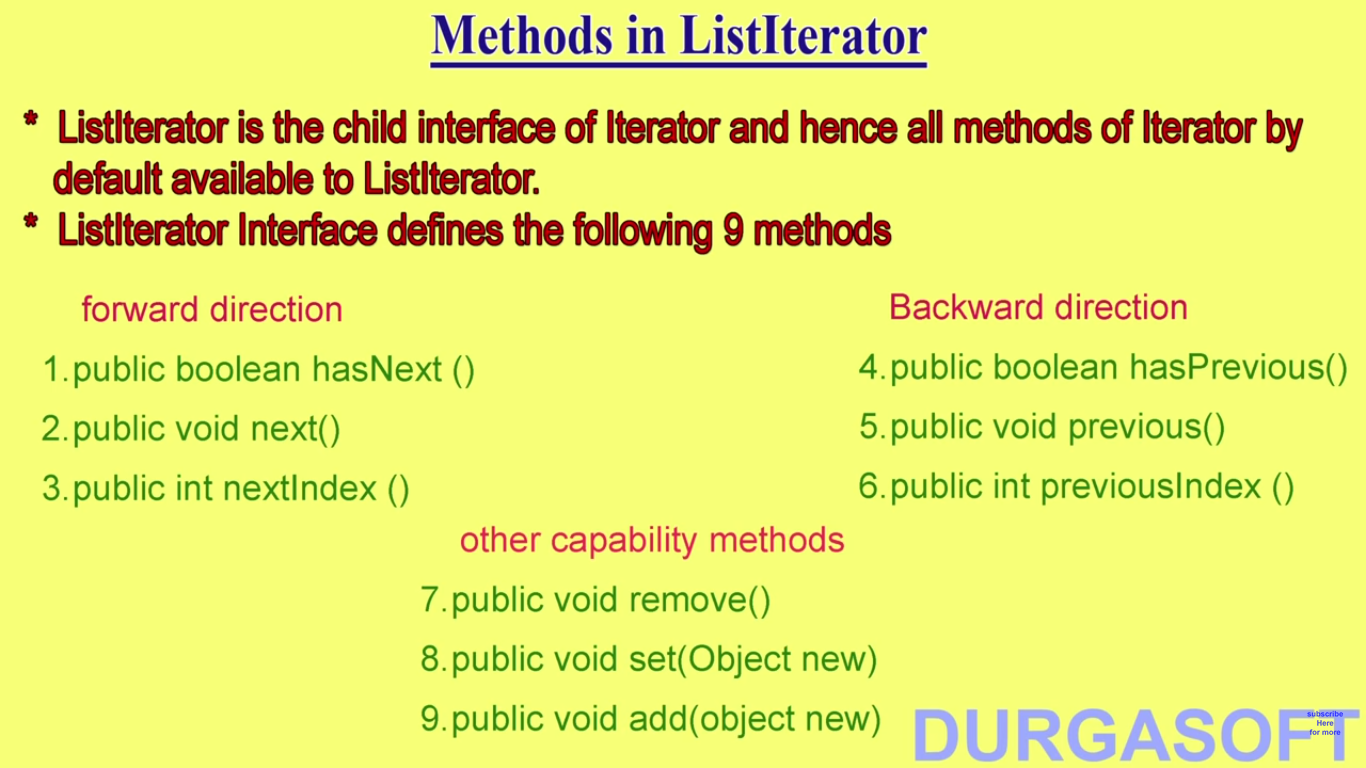 Methods in ListIterator
* ListIterator is the child interface of Iterator and hence all methods of Iterator by
default available to ListIterator.
* ListIterator Interface defines the following 9 methods
forward direction
1.public boolean hasNext ()
2.public void next()
3.public int nextIndex ()
Backward direction
4.public boolean hasPrevious()
5.public void previous()
6.public int previousIndex ()
other capability methods
7.public void remove()
8.public void set(Object new)
9.public void add(object new)
DURGASOFT
subscribe
Here
for more